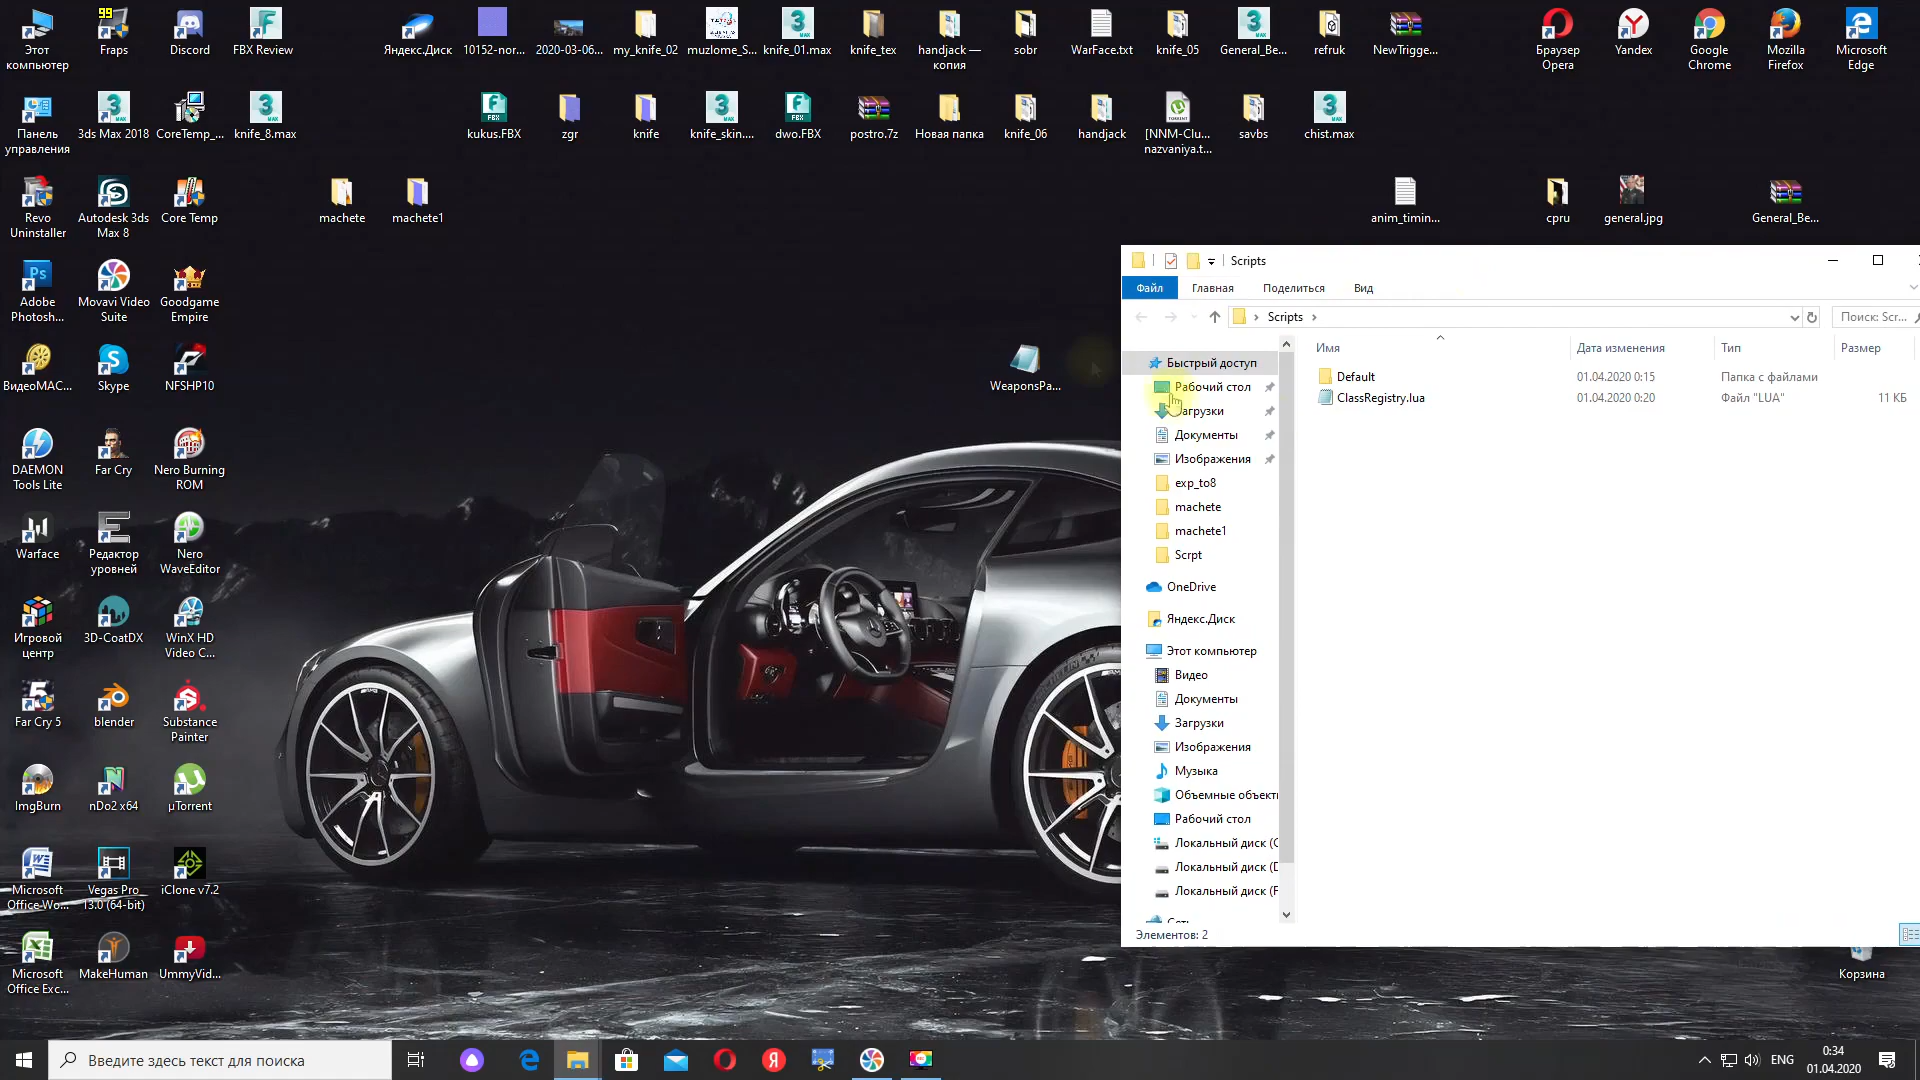 99
Этот компьютер
Fraps
Discord
FBX Review
Яндекс.Диск
10152-nor...
2020-03-06...
my_knife_02
muzlome_S...
knife_01.max
knife_tex
handjack — копия
sobr
WarFace.txt
knife_05
General_Be...
refruk
NewTrigge...
Браузер Opera
Yandex
Google Chrome
Mozilla Firefox
Microsoft Edge
Панель управления
3ds Max 2018
CoreTemp_...
knife_8.max
kukus.FBX
zgr
knife
knife_skin....
dwo.FBX
postro.7z
Новая папка
knife_06
handjack
[NNM-Clu... nazvaniya.t...
savbs
chist.max
Revo Uninstaller
Autodesk 3ds Max 8
Core Temp
machete
machete1
anim_timin...
cpru
general.jpg
General_Be...
Adobe Photosh...
Movavi Video Suite
Goodgame Empire
ВидеоМАС...
Skype
NFSHP10
WeaponsPa...
DAEMON Tools Lite
Far Cry
Nero Burning ROM
Warface
Редактор уровней
Nero WaveEditor
Игровой центр
3D-CoatDX
WinX HD Video C...
Far Cry 5
blender
Substance Painter
ImgBurn
nDo2 x64
µTorrent
Microsoft Office-Wo...
Vegas Pro 13.0 (64-bit)
iClone v7.2
Microsoft Office Exc...
MakeHuman
UmmyVid...
Корзина
Scripts
Файл
Главная
Поделиться
Вид
Scripts
Поиск: Scr...
Имя
Дата изменения
Тип
Размер
Default
01.04.2020 0:15
Папка с файлами
ClassRegistry.lua
01.04.2020 0:20
Файл "LUA"
11 КБ
Быстрый доступ
Рабочий стол
агрузки
Документы
Изображения
exp_to8
machete
machete1
Scrpt
OneDrive
Яндекс.Диск
Этот компьютер
Видео
Документы
Загрузки
Изображения
Музыка
Объемные объекты
Рабочий стол
Локальный диск (C
Локальный диск (D
Локальный диск (F
Сеть
Элементов: 2
Введите здесь текст для поиска
ENG
0:34
01.04.2020